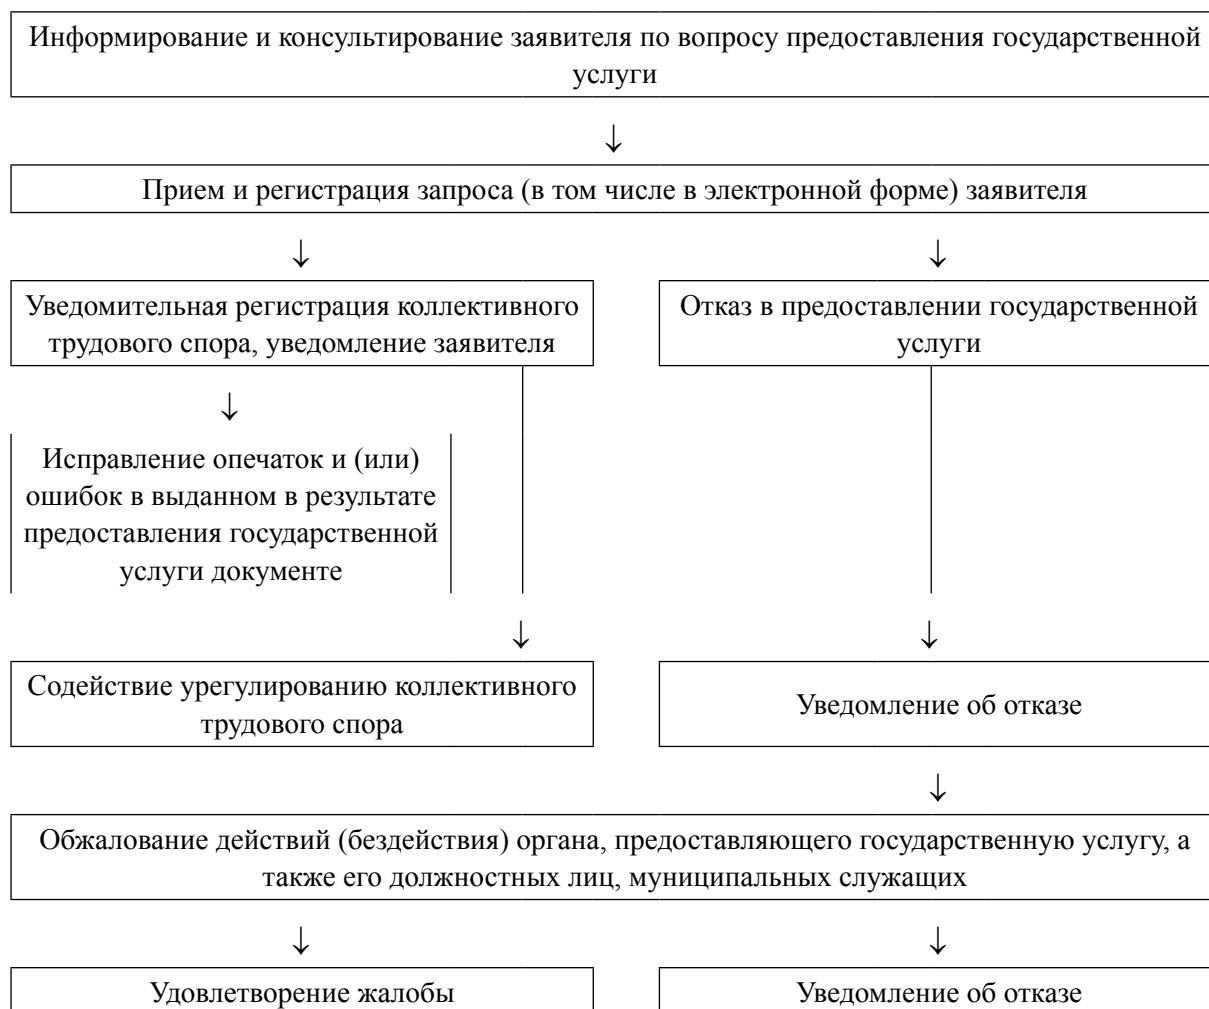 Информирование и консультирование заявителя по вопросу предоставления государственной
услуги
↓
Прием и регистрация запроса (в том числе в электронной форме) заявителя
↓ ↓
Уведомительная регистрация коллективного
трудового спора, уведомление заявителя
Отказ в предоставлении государственной
услуги
↓
Исправление опечаток и (или)
ошибок в выданном в результате
предоставления государственной
услуги документе
↓ ↓
Содействие урегулированию коллективного
трудового спора
Уведомление об отказе
↓
Обжалование действий (бездействия) органа, предоставляющего государственную услугу, а
также его должностных лиц, муниципальных служащих
↓ ↓
Удовлетворение жалобы
Уведомление об отказе